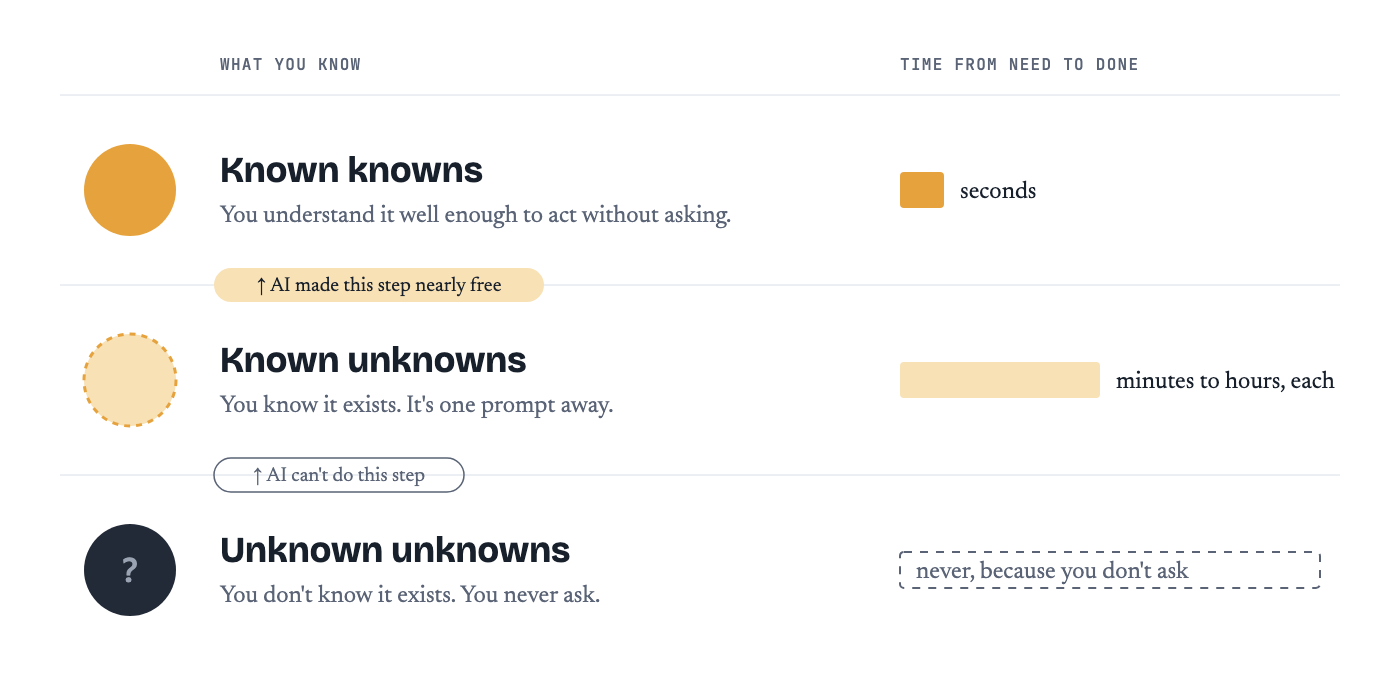 WHAT YOU KNOW
TIME FROM NEED TO DONE
Known knowns
You understand it well enough to act without asking.
seconds
↑ AI made this step nearly free
Known unknowns
You know it exists. It's one prompt away.
minutes to hours, each
↑ AI can't do this step
?
Unknown unknowns
You don't know it exists. You never ask.
never, because you don't ask